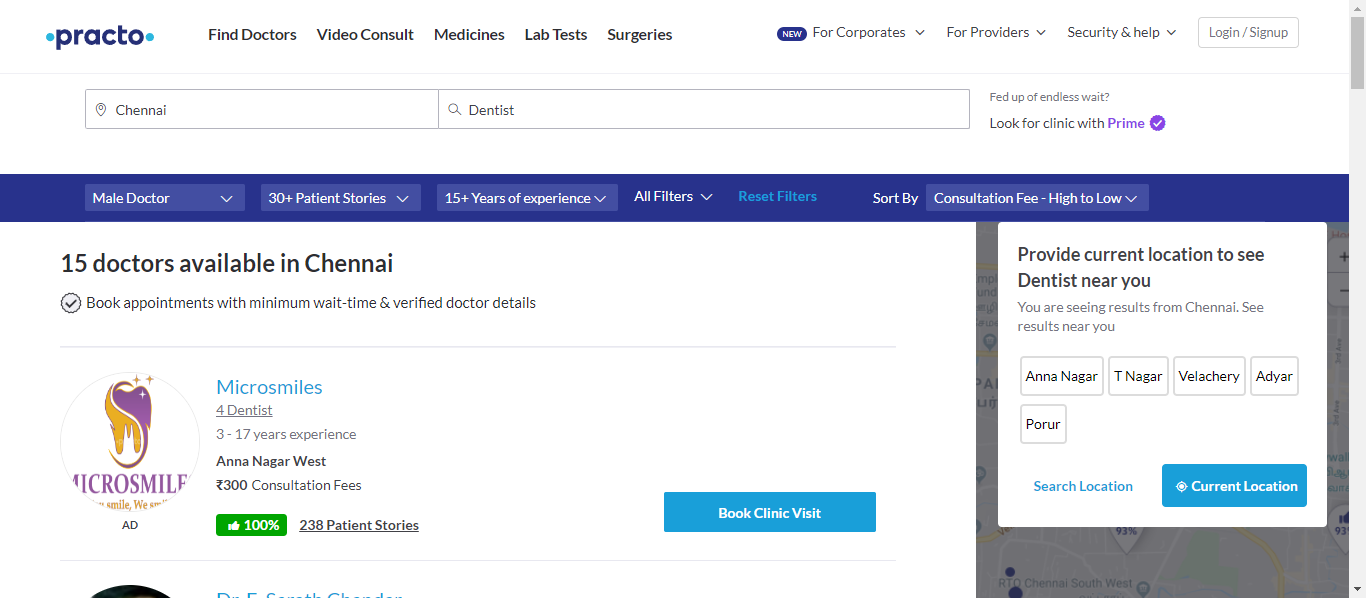 practo
Find Doctors
Video Consult
Medicines
Lab Tests
Surgeries
NEW
For Corporates
For Providers
Security & help
Login / Signup
Chennai
Dentist
Fed up of endless wait?
Look for clinic with Prime
Male Doctor
30+ Patient Stories
15+ Years of experience
All Filters
Reset Filters
Sort By
Consultation Fee - High to Low
15 doctors available in Chennai
Book appointments with minimum wait-time & verified doctor details
Microsmiles
4 Dentist
3 - 17 years experience
Anna Nagar West
₹300 Consultation Fees
AD
100%
238 Patient Stories
Book Clinic Visit
Provide current location to see
Dentist near you
You are seeing results from Chennai. See
results near you
Anna Nagar
T Nagar
Velachery
Adyar
Porur
Search Location
Current Location
3rd Ave
93%
93
RTO Chennai South West